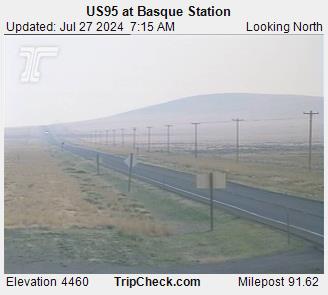 US95 at Basque Station
Updated: Jul 27 2024 7:15 AM Looking North
Elevation 4460 TripCheck.com Milepost 91.62